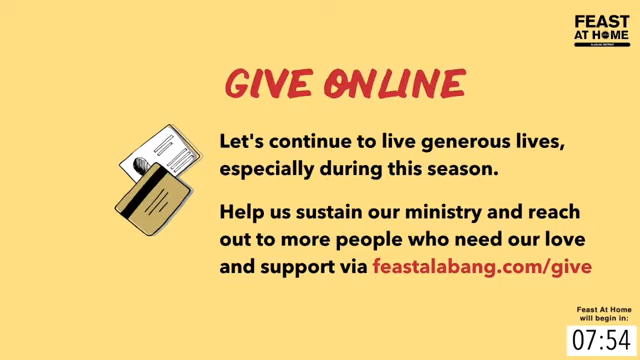 FEAST
AT HOME
GIVE ONLINE
Let's continue to live generous lives,
especially during this season.
Help us sustain our ministry and reach
out to more people who need our love
and support via feastalabang.com/give
Feast At Home
will begin in:
07:54